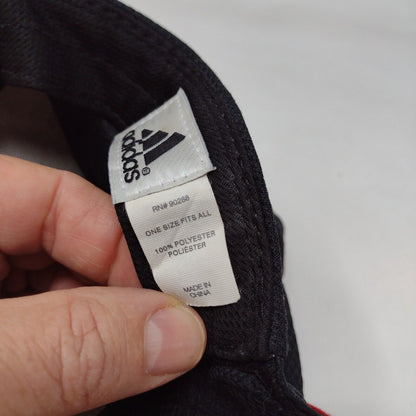 adidas
RN# 90288
ONE SIZE FITS ALL
100% POLYESTER
POLIÉSTER
MADE IN
CHINA